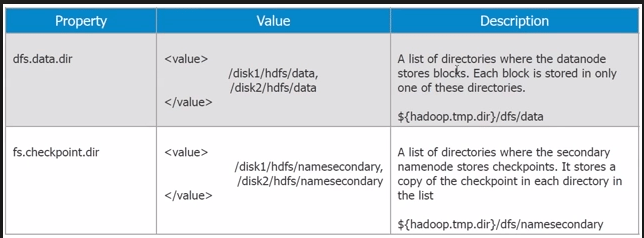 Property Value Description
dfs.data.dir
<value>
/disk1/hdfs/data,
/disk2/hdfs/data
</value>
A list of directories where the datanode
stores blocks. Each block is stored in only
one of these directories.
${hadoop.tmp.dir}/dfs/data
fs.checkpoint.dir
<value>
/disk1/hdfs/namesecondary,
/disk2/hdfs/namesecondary
</value>
A list of directories where the secondary
namenode stores checkpoints. It stores a
copy of the checkpoint in each directory in
the list
${hadoop.tmp.dir}/dfs/namesecondary